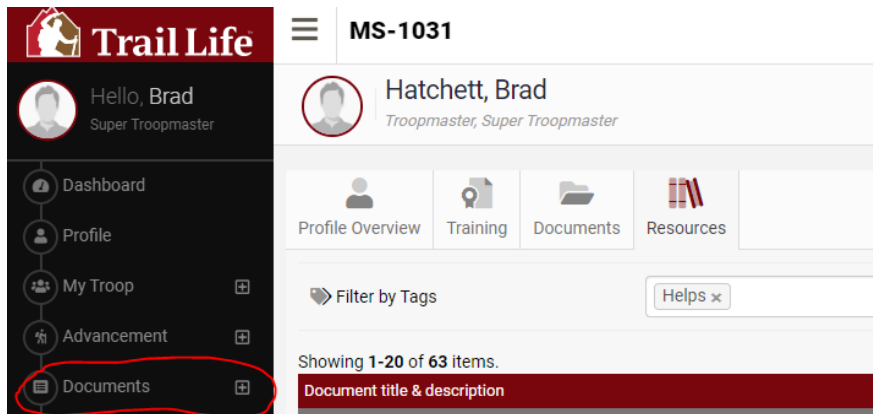 Trail Life
Hello, Brad
Super Troopmaster
Dashboard
Profile
My Troop
Advancement
Documents
MS-1031
Hatchett, Brad
Troopmaster, Super Troopmaster
Profile Overview Training Documents Resources
Filter by Tags Helps ×
Showing 1-20 of 63 items.
Document title & description